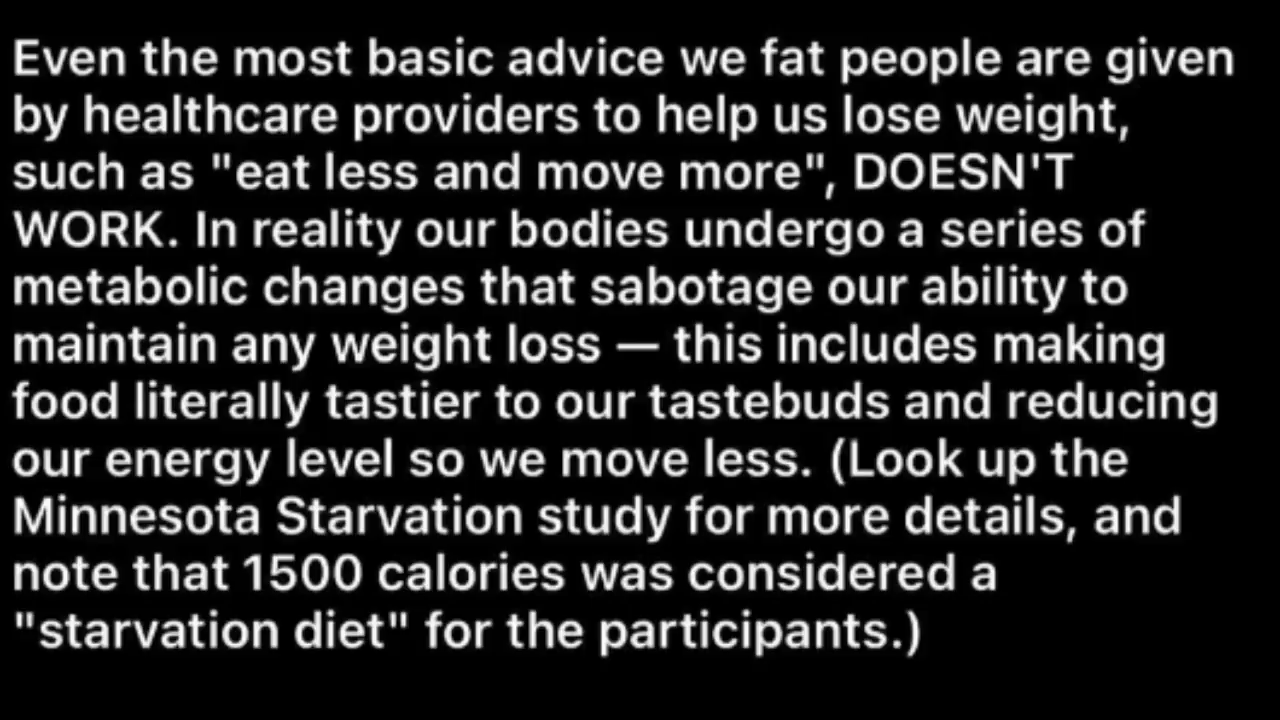 Even the most basic advice we fat people are given
by healthcare providers to help us lose weight,
such as "eat less and move more", DOESN'T
WORK. In reality our bodies undergo a series of
metabolic changes that sabotage our ability to
maintain any weight loss — this includes making
food literally tastier to our tastebuds and reducing
our energy level so we move less. (Look up the
Minnesota Starvation study for more details, and
note that 1500 calories was considered a
"starvation diet" for the participants.)